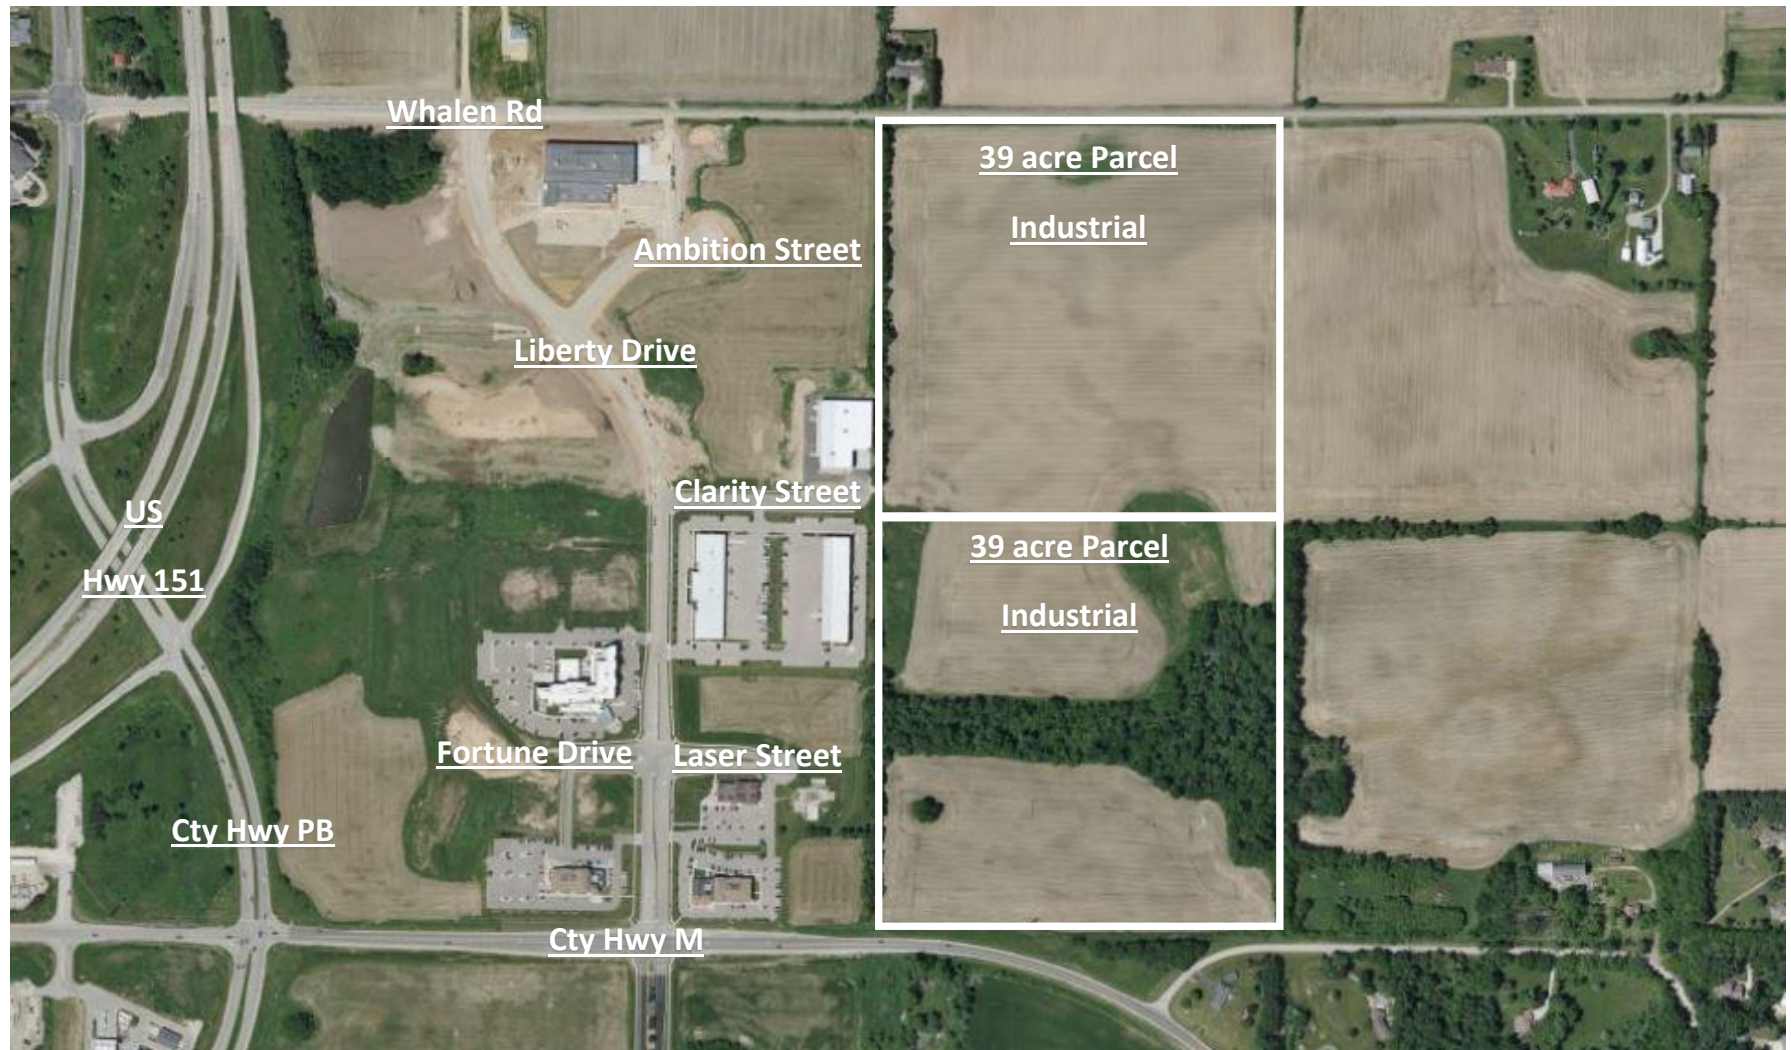 Whalen Rd
39 acre Parcel
Industrial
Ambition Street
Liberty Drive
Clarity Street
US
Hwy 151
39 acre Parcel
Industrial
Fortune Drive
Laser Street
Cty Hwy PB
Cty Hwy M